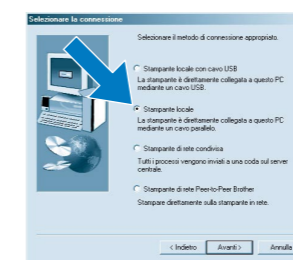 Selezionare la connessione
Selezionare il metodo di connessione appropriato.
Stampante locale con cavo USB
La stampante è direttamente collegata a questo PC
mediante un cavo USB.
Stampante locale
La stampante è direttamente collegata a questo PC
mediante un cavo parallelo.
Stampante di rete condivisa
Tutti i processi vengono inviati a una coda sul server
centrale.
Stampante di rete Peer-to-Peer Brother
Stampare direttamente sulla stampante in rete.
< Indietro Avanti > Annulla